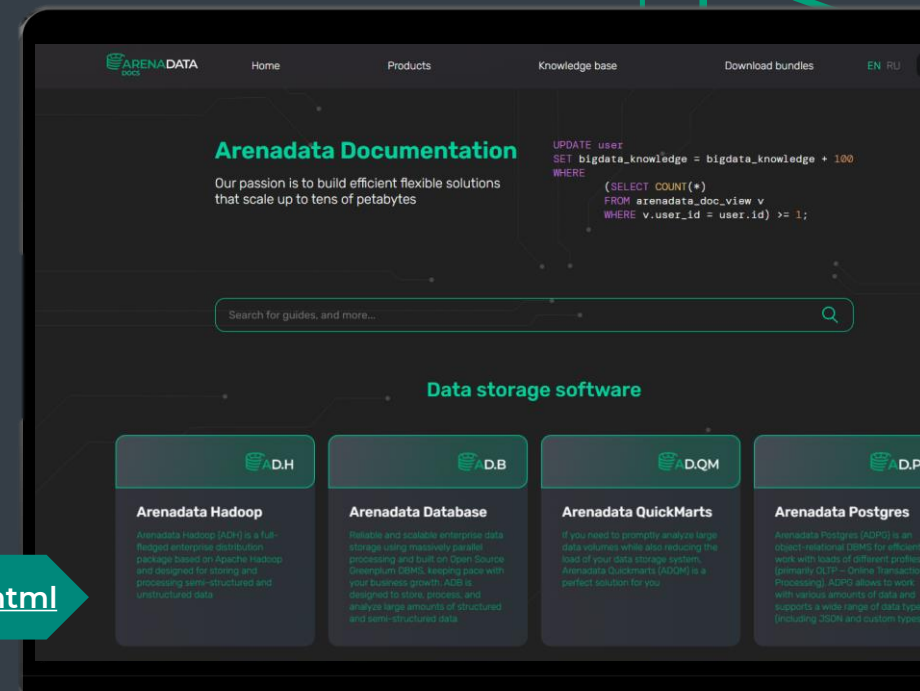 ARENADATA
DOCS
Home
Products
Knowledge base
Download bundles
EN RU
Arenadata Documentation
Our passion is to build efficient flexible solutions
that scale up to tens of petabytes
UPDATE user
SET bigdata_knowledge = bigdata_knowledge + 100
WHERE
(SELECT COUNT(*)
FROM arenadata_doc_view v
WHERE v.user_id = user.id) >= 1;
Search for guides, and more...
Data storage software
AD.H
Arenadata Hadoop
Arenadata Hadoop (ADH) is a full-
fledged enterprise distribution
package based on Apache Hadoop
and designed for storing and
processing semi-structured and
unstructured data
AD.B
Arenadata Database
Reliable and scalable enterprise data
storage using massively parallel
processing and built on Open Source
Greenplum DBMS, keeping pace with
your business growth. ADB is
designed to store, process, and
analyze large amounts of structured
and semi-structured data
AD.QM
Arenadata QuickMarts
If you need to promptly analyze large
data volumes while also reducing the
load of your data storage system,
Arenadata Quickmarts (ADQM) is a
perfect solution for you
AD.P
Arenadata Postgres
Arenadata Postgres (ADPG) is an
object-relational DBMS for efficient
work with loads of different profiles
(primarily OLTP – Online Transaction
Processing). ADPG allows to work
with various amounts of data and
supports a wide range of data types
(including JSON and custom types
html